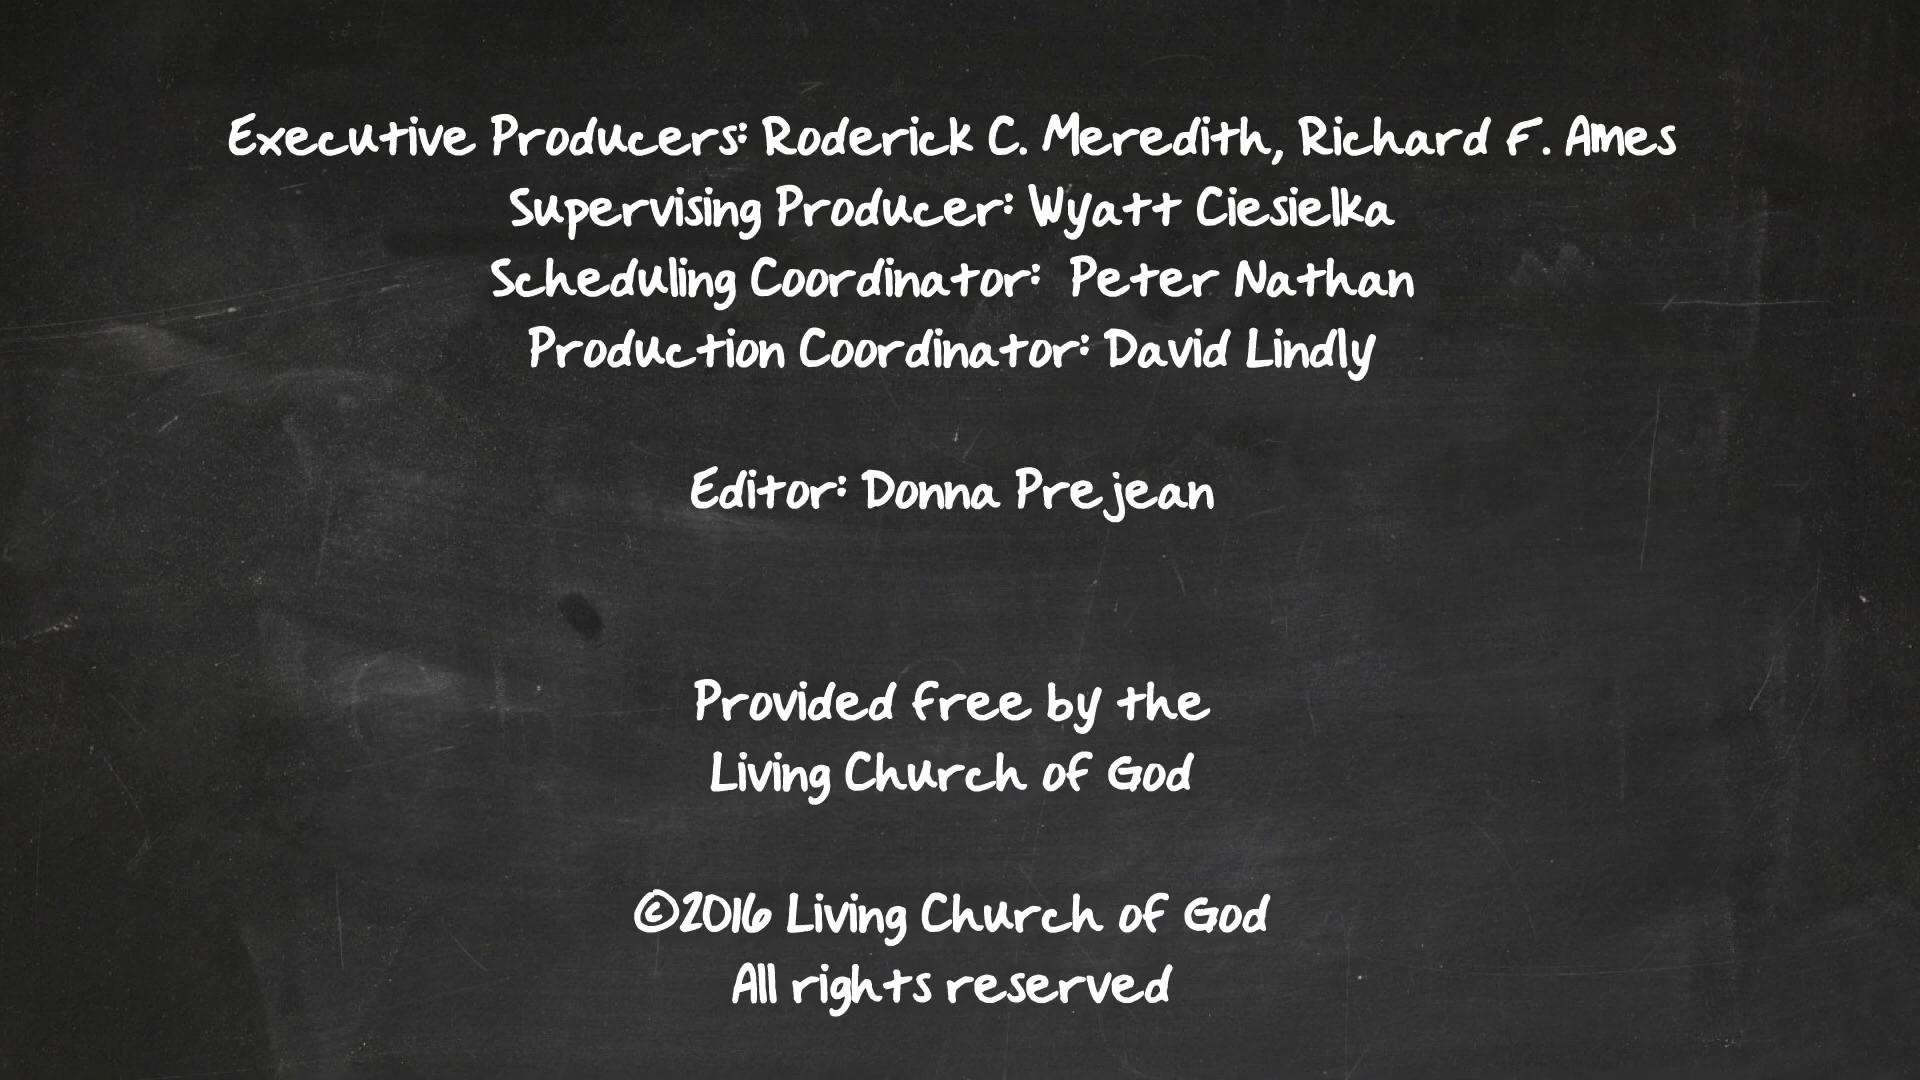 Executive Producers: Roderick C. Meredith, Richard F. Ames
Supervising Producer: Wyatt Ciesielka
Scheduling Coordinator:  Peter Nathan
Production Coordinator: David Lindly
Editor: Donna Prejean
Provided free by the
Living Church of God
©2016 Living Church of God
All rights reserved